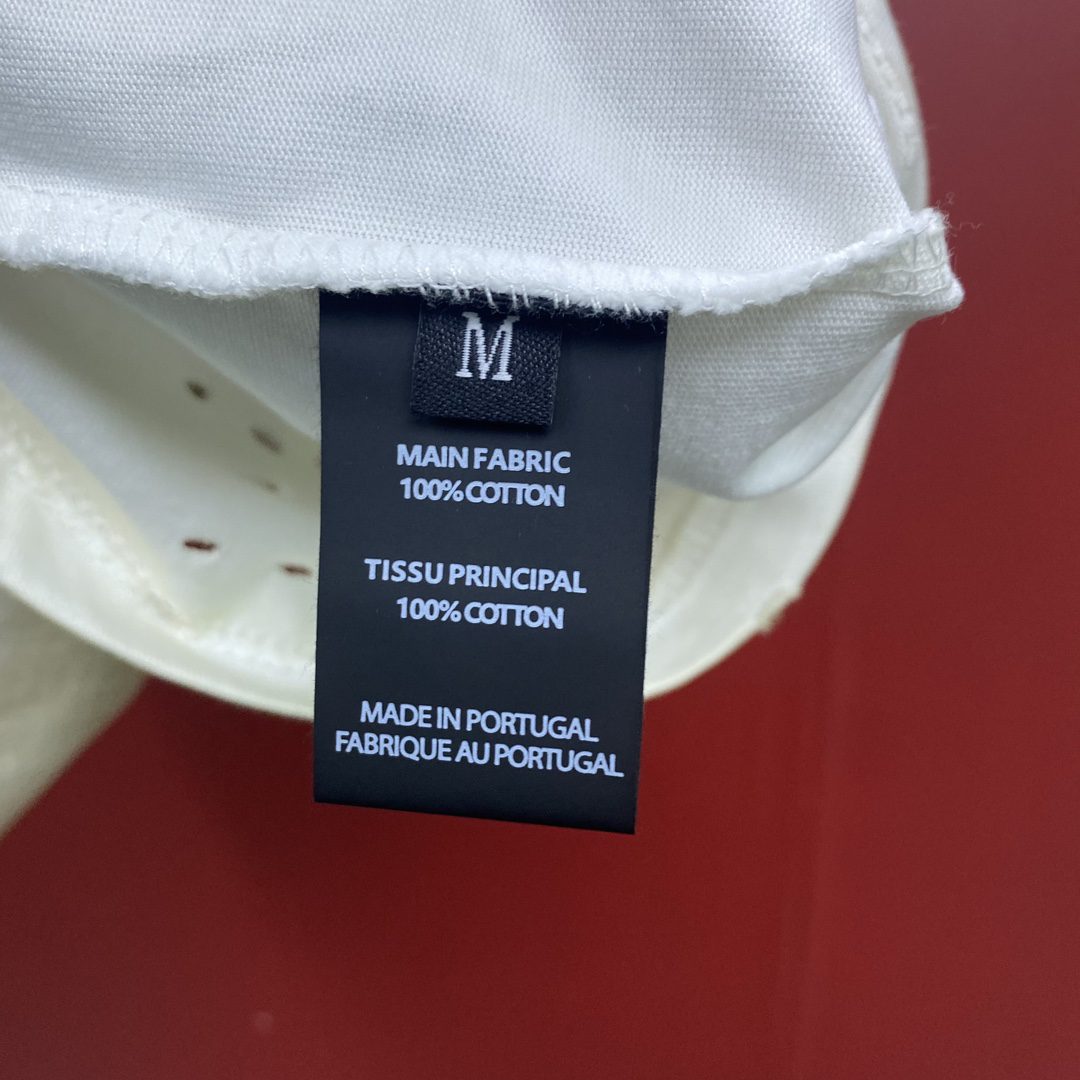 M
MAIN FABRIC
100% COTTON
TISSU PRINCIPAL
100% COTTON
MADE IN PORTUGAL
FABRIQUE AU PORTUGAL